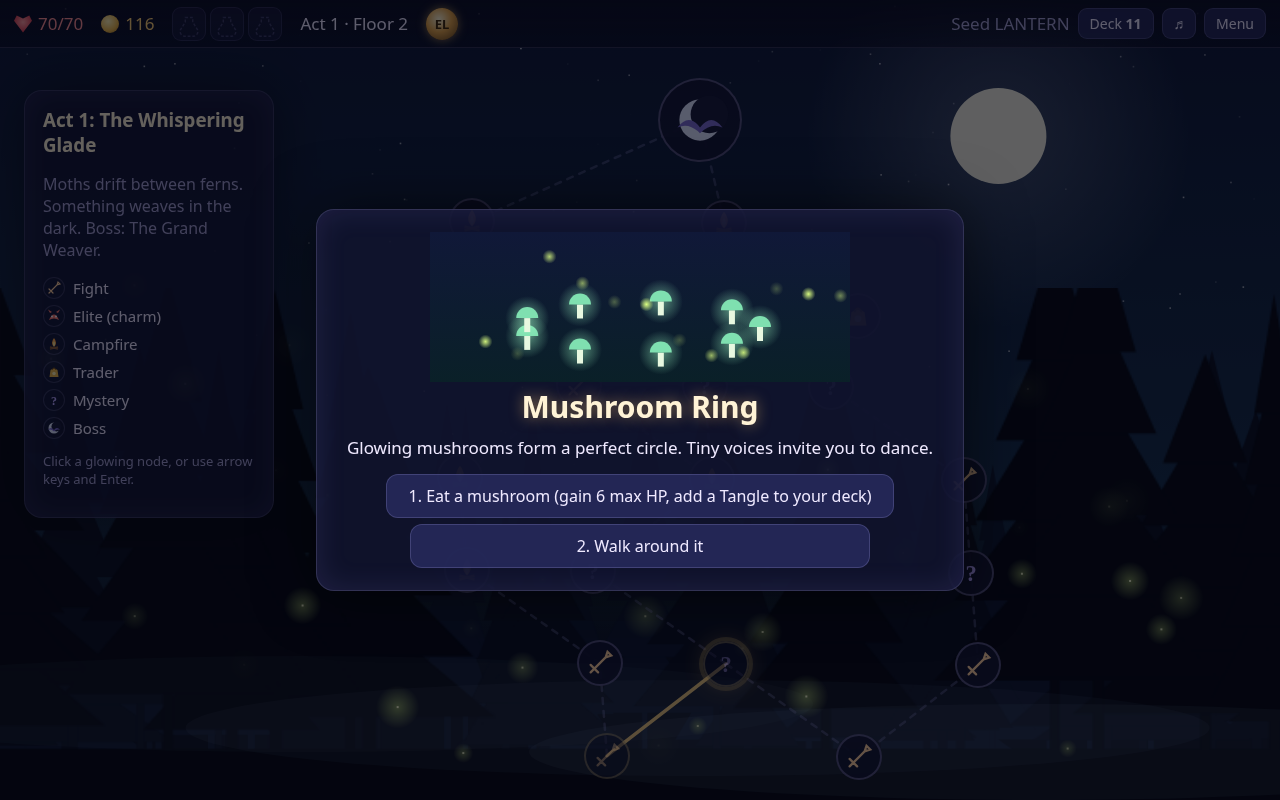 70/70 116 Act 1 · Floor 2 EL Seed LANTERN Deck 11 ♬ Menu
Act 1: The Whispering
Glade
Moths drift between ferns.
Something weaves in the
dark. Boss: The Grand
Weaver.
Fight
Elite (charm)
Campfire
Trader
? Mystery
Boss
Click a glowing node, or use arrow
keys and Enter.
Mushroom Ring
Glowing mushrooms form a perfect circle. Tiny voices invite you to dance.
1. Eat a mushroom (gain 6 max HP, add a Tangle to your deck)
2. Walk around it
?
?